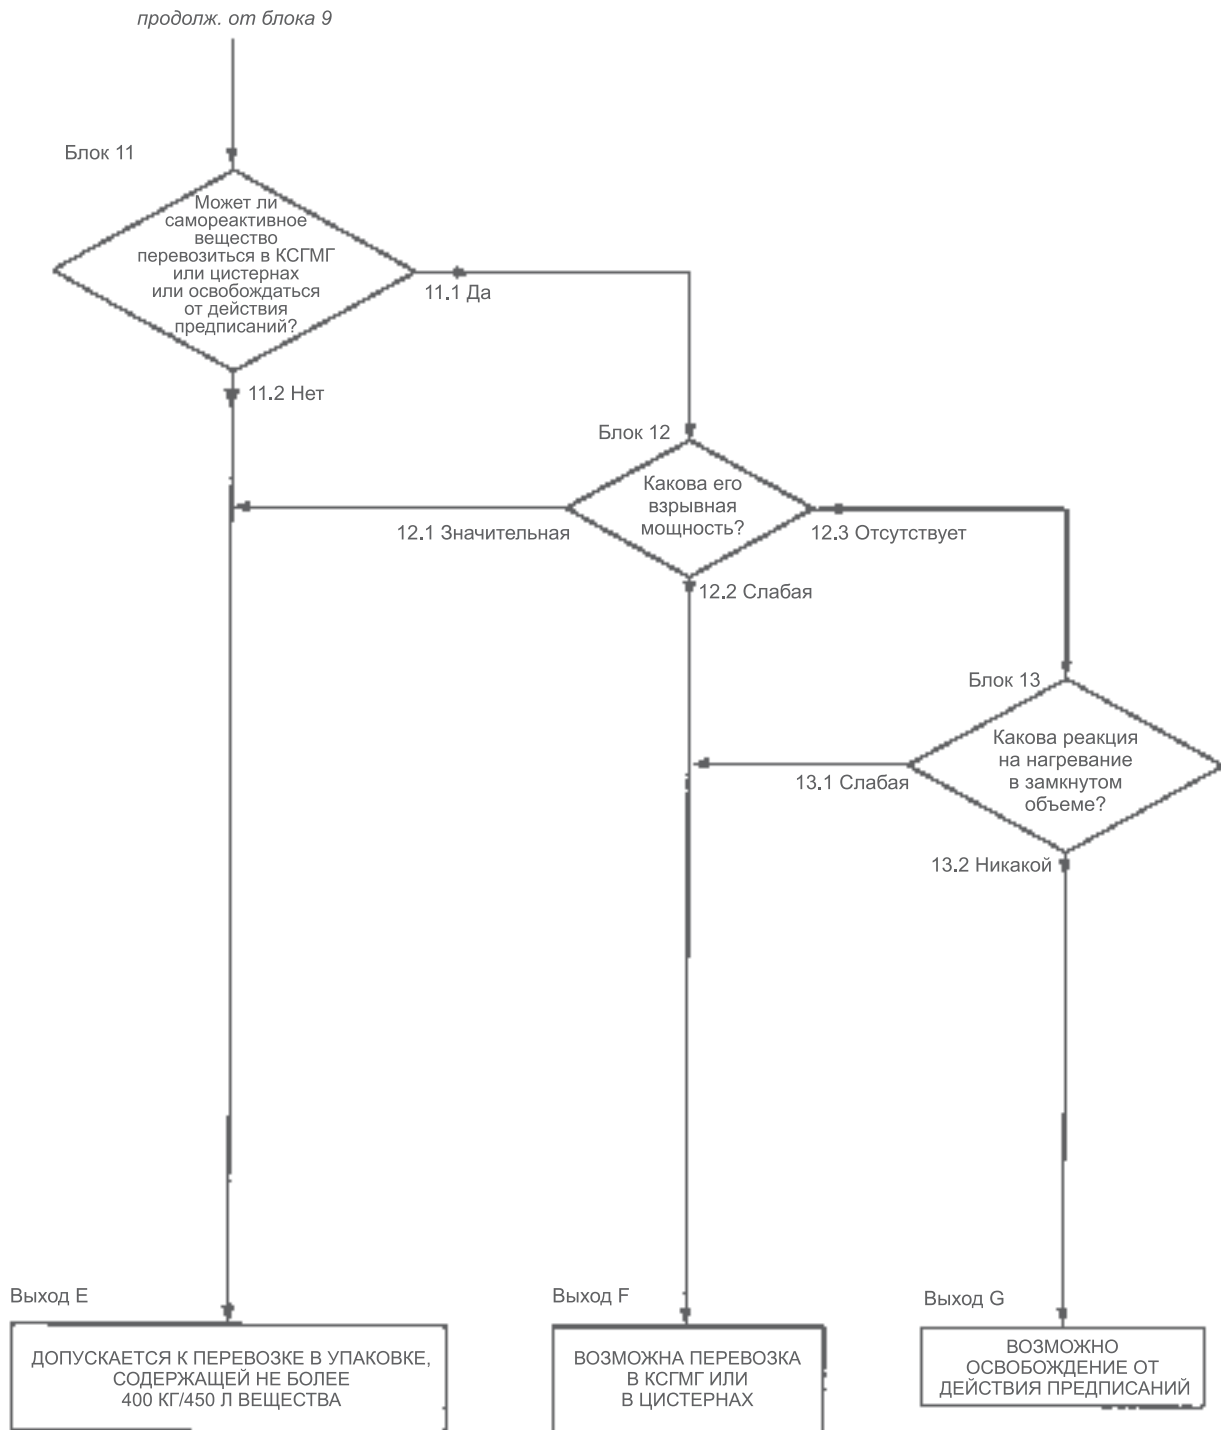 продолж. от блока 9
Блок 11
Может ли
самореактивное
вещество
перевозиться в КСГМГ
или цистернах
или освобождаться
от действия
предписаний?
11.1 Да
11.2 Нет
Блок 12
Какова его
взрывная
мощность?
12.1 Значительная
12.3 Отсутствует
12.2 Слабая
Блок 13
Какова реакция
на нагревание
в замкнутом
объеме?
13.1 Слабая
13.2 Никакой
Выход E
ДОПУСКАЕТСЯ К ПЕРЕВОЗКЕ В УПАКОВКЕ,
СОДЕРЖАЩЕЙ НЕ БОЛЕЕ
400 КГ/450 Л ВЕЩЕСТВА
Выход F
ВОЗМОЖНА ПЕРЕВОЗКА
В КСГМГ ИЛИ
В ЦИСТЕРНАХ
Выход G
ВОЗМОЖНО
ОСВОБОЖДЕНИЕ ОТ
ДЕЙСТВИЯ ПРЕДПИСАНИЙ